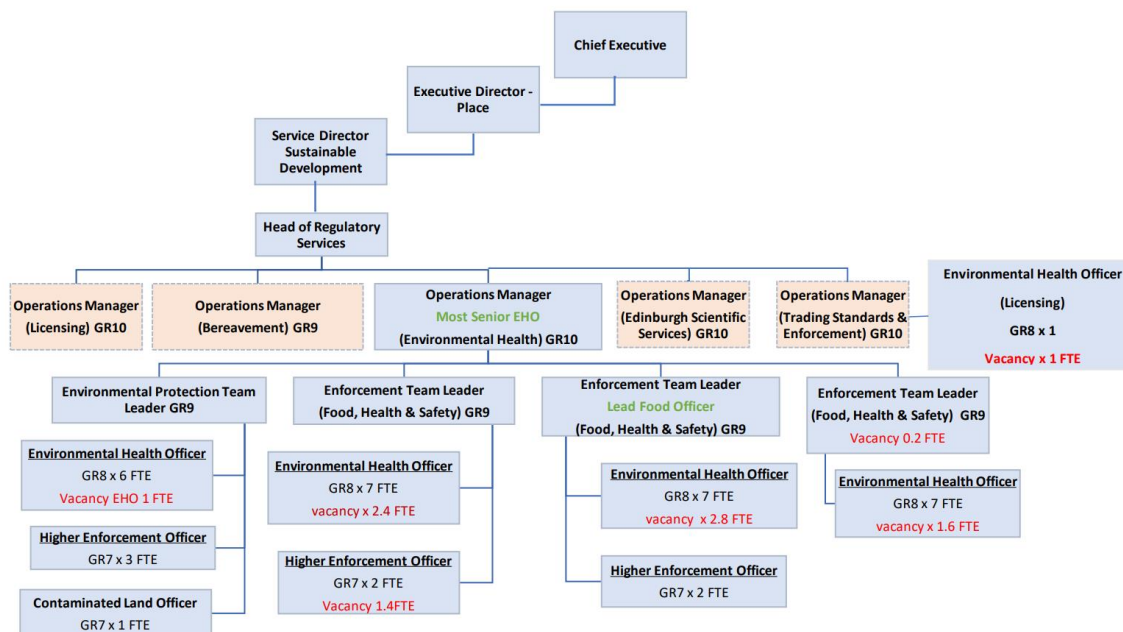 Chief Executive
Executive Director -
Place
Service Director
Sustainable
Development
Head of Regulatory
Services
Operations Manager
(Licensing) GR10
Operations Manager
(Bereavement) GR9
Operations Manager
Most Senior EHO
(Environmental Health) GR10
Operations Manager
(Edinburgh Scientific
Services) GR10
Operations Manager
(Trading Standards &
Enforcement) GR10
Environmental Health Officer
(Licensing)
GR8 x 1
Vacancy x 1 FTE
Environmental Protection Team
Leader GR9
Environmental Health Officer
GR8 x 6 FTE
Vacancy EHO 1 FTE
Higher Enforcement Officer
GR7 x 3 FTE
Contaminated Land Officer
GR7 x 1 FTE
Enforcement Team Leader
(Food, Health & Safety) GR9
Environmental Health Officer
GR8 x 7 FTE
vacancy x 2.4 FTE
Higher Enforcement Officer
GR7 x 2 FTE
Vacancy 1.4FTE
Enforcement Team Leader
Lead Food Officer
(Food, Health & Safety) GR9
Environmental Health Officer
GR8 x 7 FTE
vacancy x 2.8 FTE
Higher Enforcement Officer
GR7 x 2 FTE
Enforcement Team Leader
(Food, Health & Safety) GR9
Vacancy 0.2 FTE
Environmental Health Officer
GR8 x 7 FTE
vacancy x 1.6 FTE